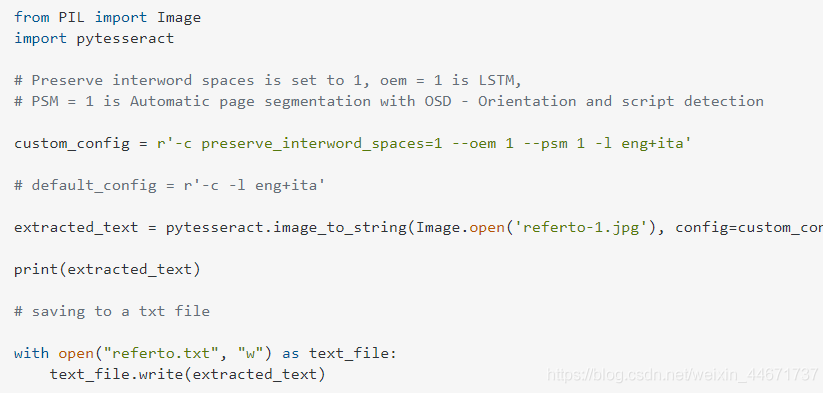 from PIL import Image
import pytesseract
# Preserve interword spaces is set to 1, oem = 1 is LSTM,
# PSM = 1 is Automatic page segmentation with OSD - Orientation and script detection
custom_config = r'-c preserve_interword_spaces=1 --oem 1 --psm 1 -l eng+ita'
# default_config = r'-c -l eng+ita'
extracted_text = pytesseract.image_to_string(Image.open('referto-1.jpg'), config=custom_con
print(extracted_text)
# saving to a txt file
with open("referto.txt", "w") as text_file:
    text_file.write(extracted_text)
https://blog.csdn.net/weixin_44671737